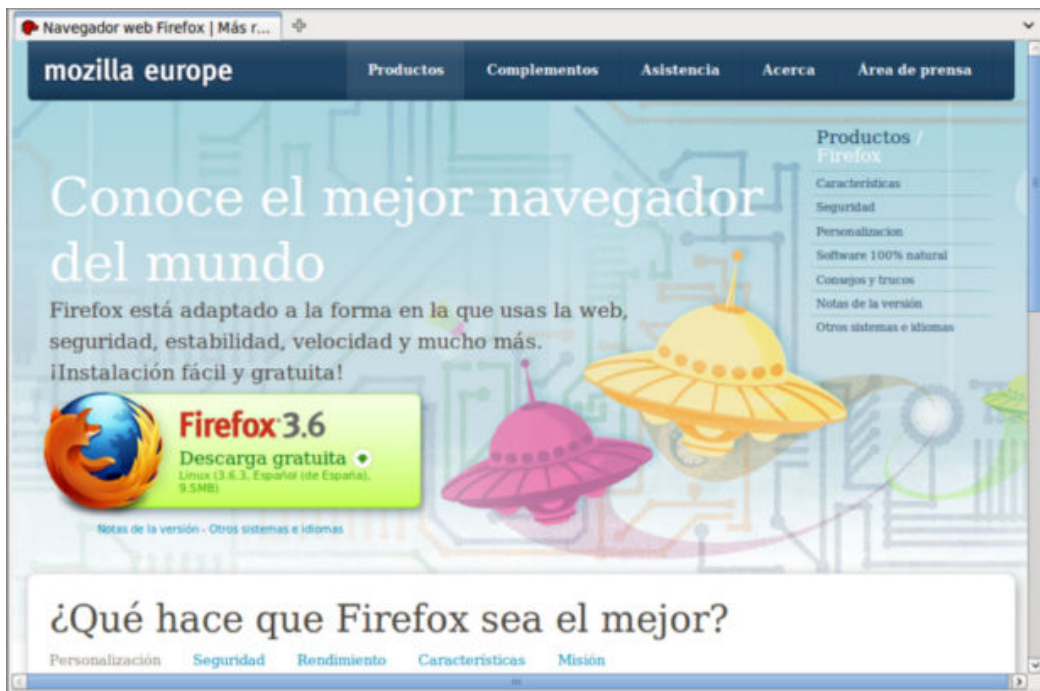 Navegador web Firefox | Más r...
mozilla europe
Productos Complementos Asistencia Acerca Área de prensa
Productos /
Firefox
Características
Seguridad
Personalizacion
Software 100% natural
Consejos y trucos
Notas de la versión
Otros sistemas e idiomas
Conoce el mejor navegador
del mundo
Firefox está adaptado a la forma en la que usas la web,
seguridad, estabilidad, velocidad y mucho más.
¡Instalación fácil y gratuita!
Firefox 3.6
Descarga gratuita
Linux (3.6.3, Español (de España),
9.5MB)
Notas de la versión - Otros sistemas e idiomas
¿Qué hace que Firefox sea el mejor?
Personalización Seguridad Rendimiento Características Misión